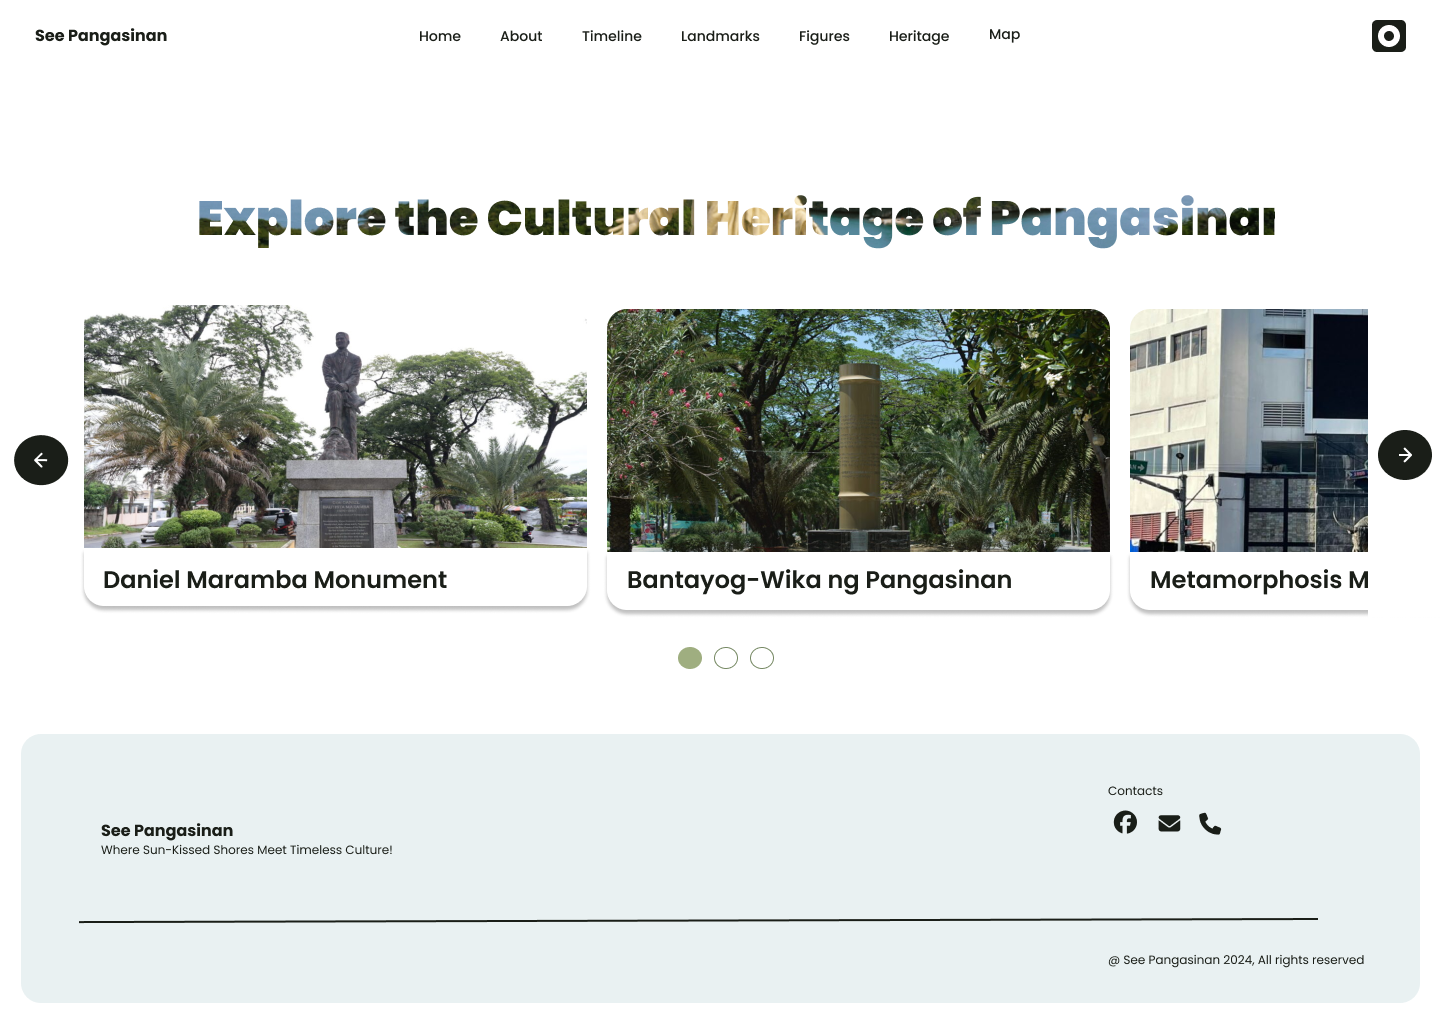 See Pangasinan
Home About Timeline Landmarks Figures Heritage Map
Explore the Cultural Heritage of Pangasinan
Daniel Maramba Monument
Bantayog-Wika ng Pangasinan
Metamorphosis M
Contacts
See Pangasinan
Where Sun-Kissed Shores Meet Timeless Culture!
@ See Pangasinan 2024, All rights reserved